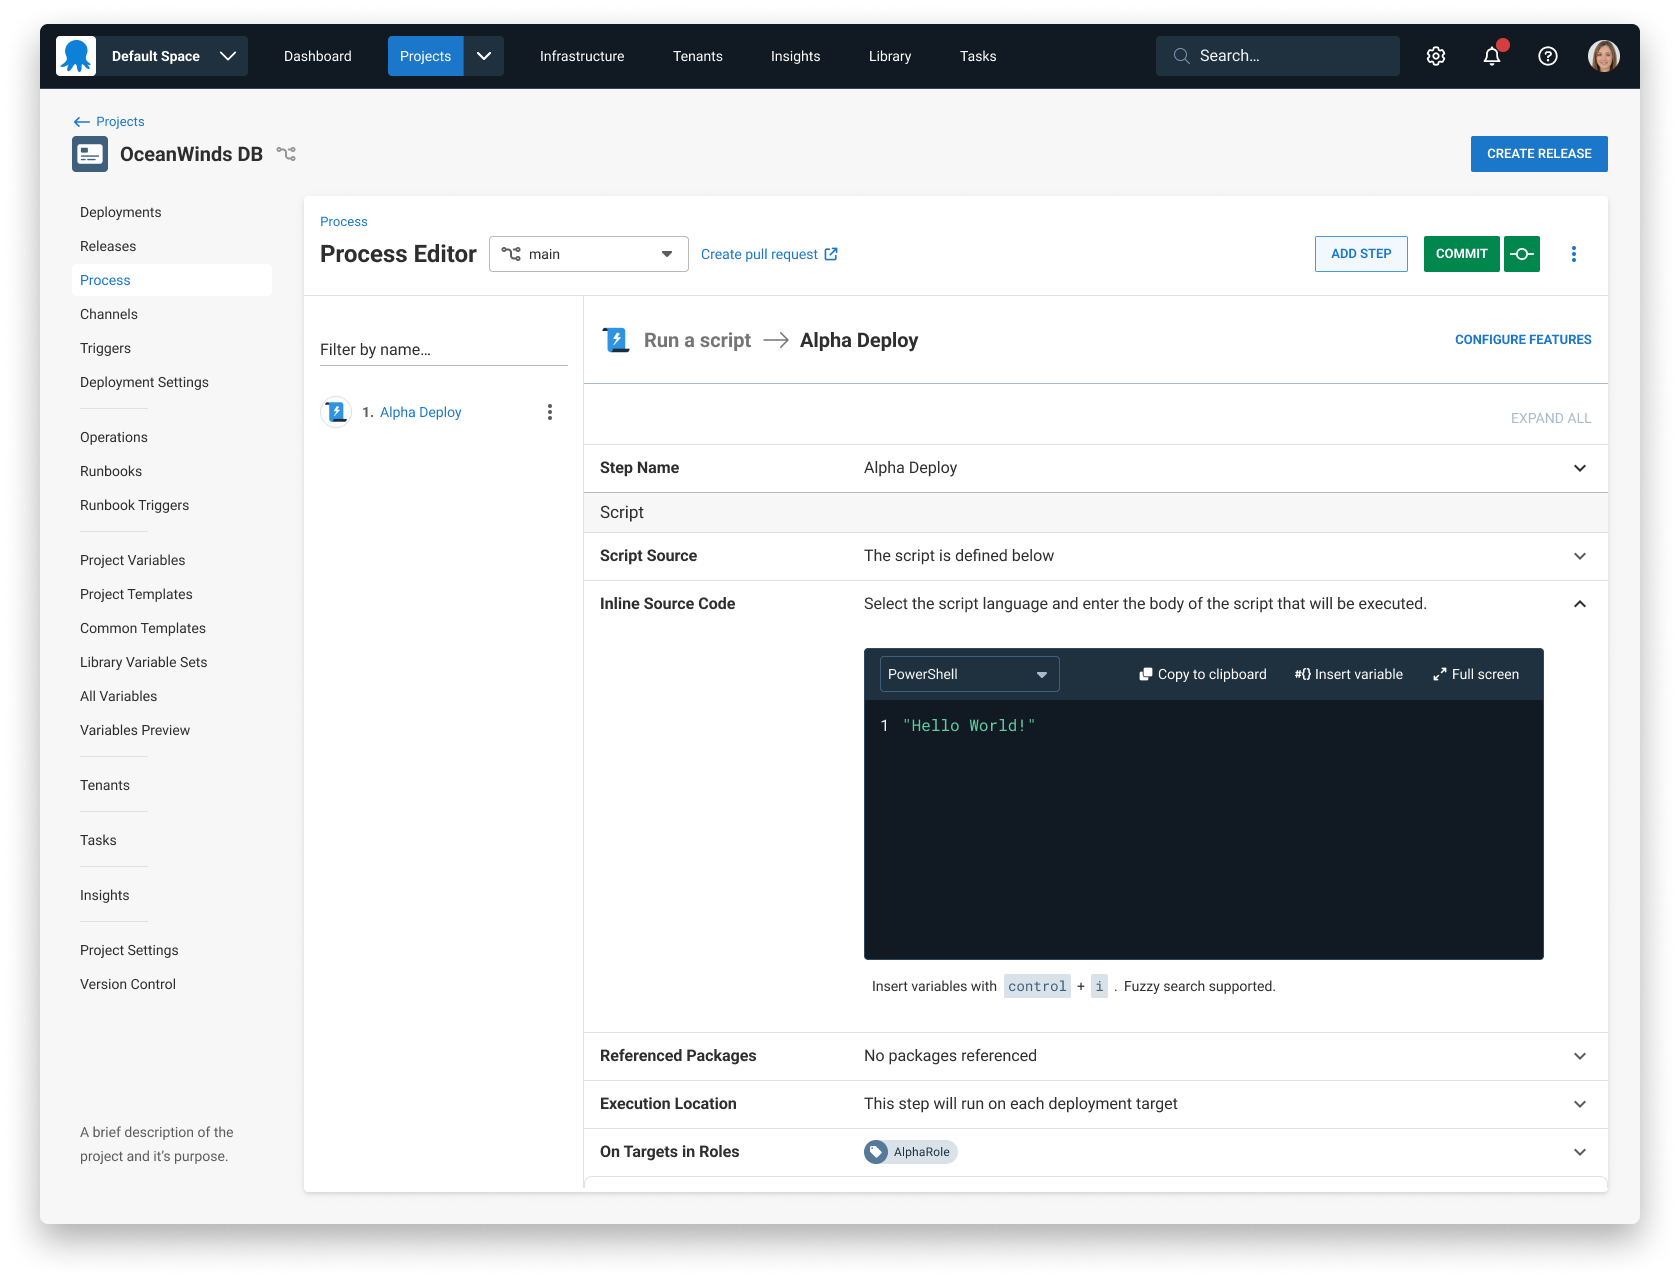 Default Space
Dashboard
Projects
Infrastructure
Tenants
Insights
Library
Tasks
Search...
Projects
OceanWinds DB
CREATE RELEASE
Deployments
Releases
Process
Channels
Triggers
Deployment Settings
Operations
Runbooks
Runbook Triggers
Project Variables
Project Templates
Common Templates
Library Variable Sets
All Variables
Variables Preview
Tenants
Tasks
Insights
Project Settings
Version Control
A brief description of the
project and it's purpose.
Process
Process Editor
main
Create pull request
ADD STEP
COMMIT
Filter by name...
1. Alpha Deploy
Run a script → Alpha Deploy
CONFIGURE FEATURES
EXPAND ALL
Step Name
Alpha Deploy
Script
Script Source
The script is defined below
Inline Source Code
Select the script language and enter the body of the script that will be executed.
PowerShell
Copy to clipboard
#{} Insert variable
Full screen
1 "Hello World!"
Insert variables with control + i . Fuzzy search supported.
Referenced Packages
No packages referenced
Execution Location
This step will run on each deployment target
On Targets in Roles
AlphaRole